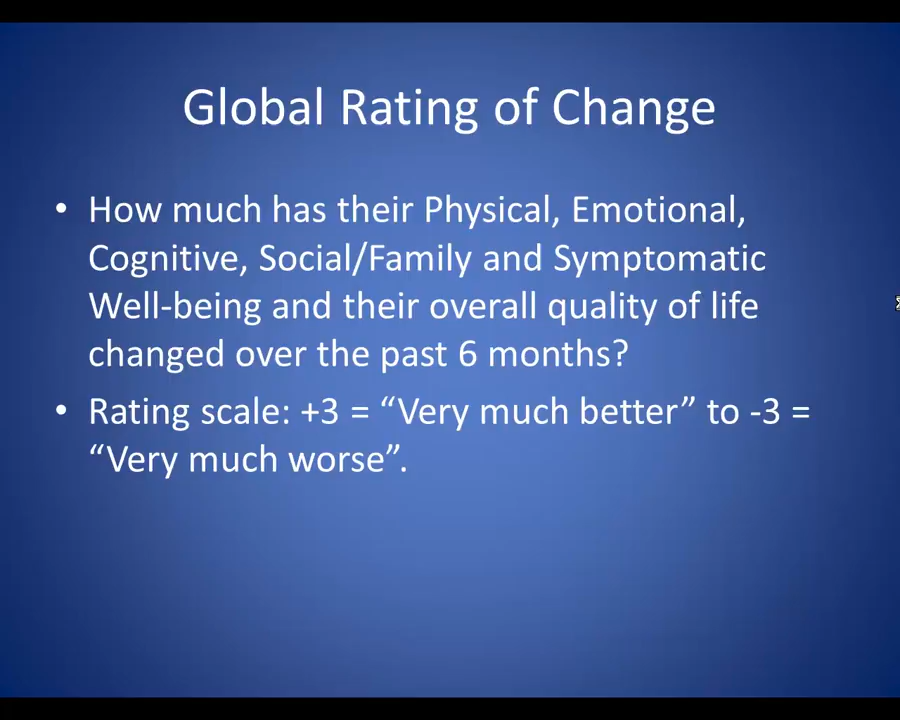 Global Rating of Change
• How much has their Physical, Emotional,
Cognitive, Social/Family and Symptomatic
Well-being and their overall quality of life
changed over the past 6 months?
• Rating scale: +3 = “Very much better” to -3 =
“Very much worse”.